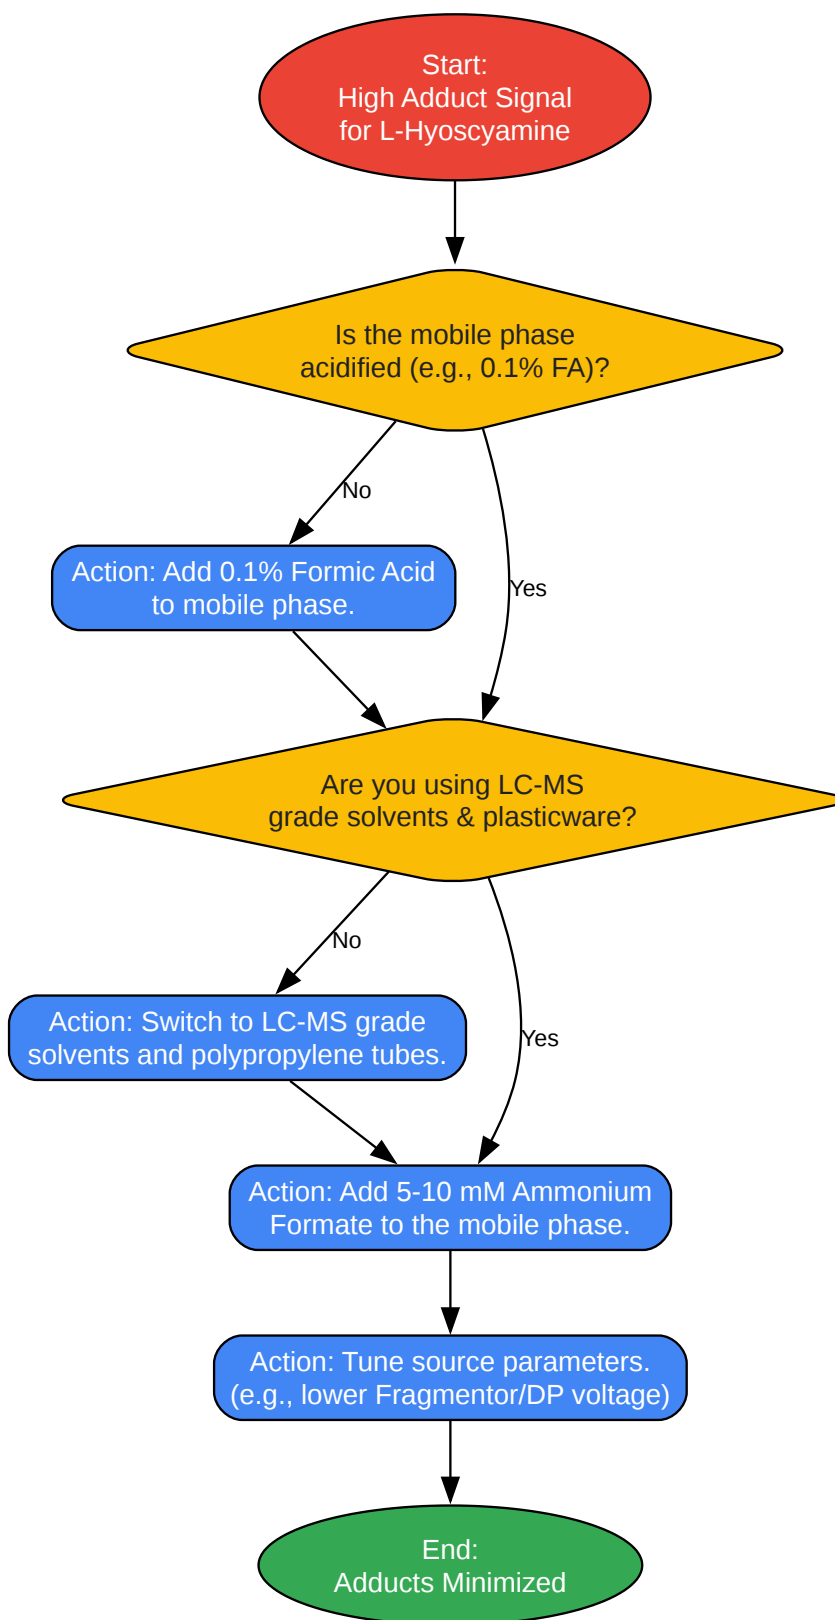 Start:
High Adduct Signal
for L-Hyoscyamine
Is the mobile phase
acidified (e.g., 0.1% FA)?
No
Action: Add 0.1% Formic Acid
to mobile phase.
Yes
Are you using LC-MS
grade solvents & plasticware?
No
Action: Switch to LC-MS grade
solvents and polypropylene tubes.
Yes
Action: Add 5-10 mM Ammonium
Formate to the mobile phase.
Action: Tune source parameters.
(e.g., lower Fragmentor/DP voltage)
End:
Adducts Minimized